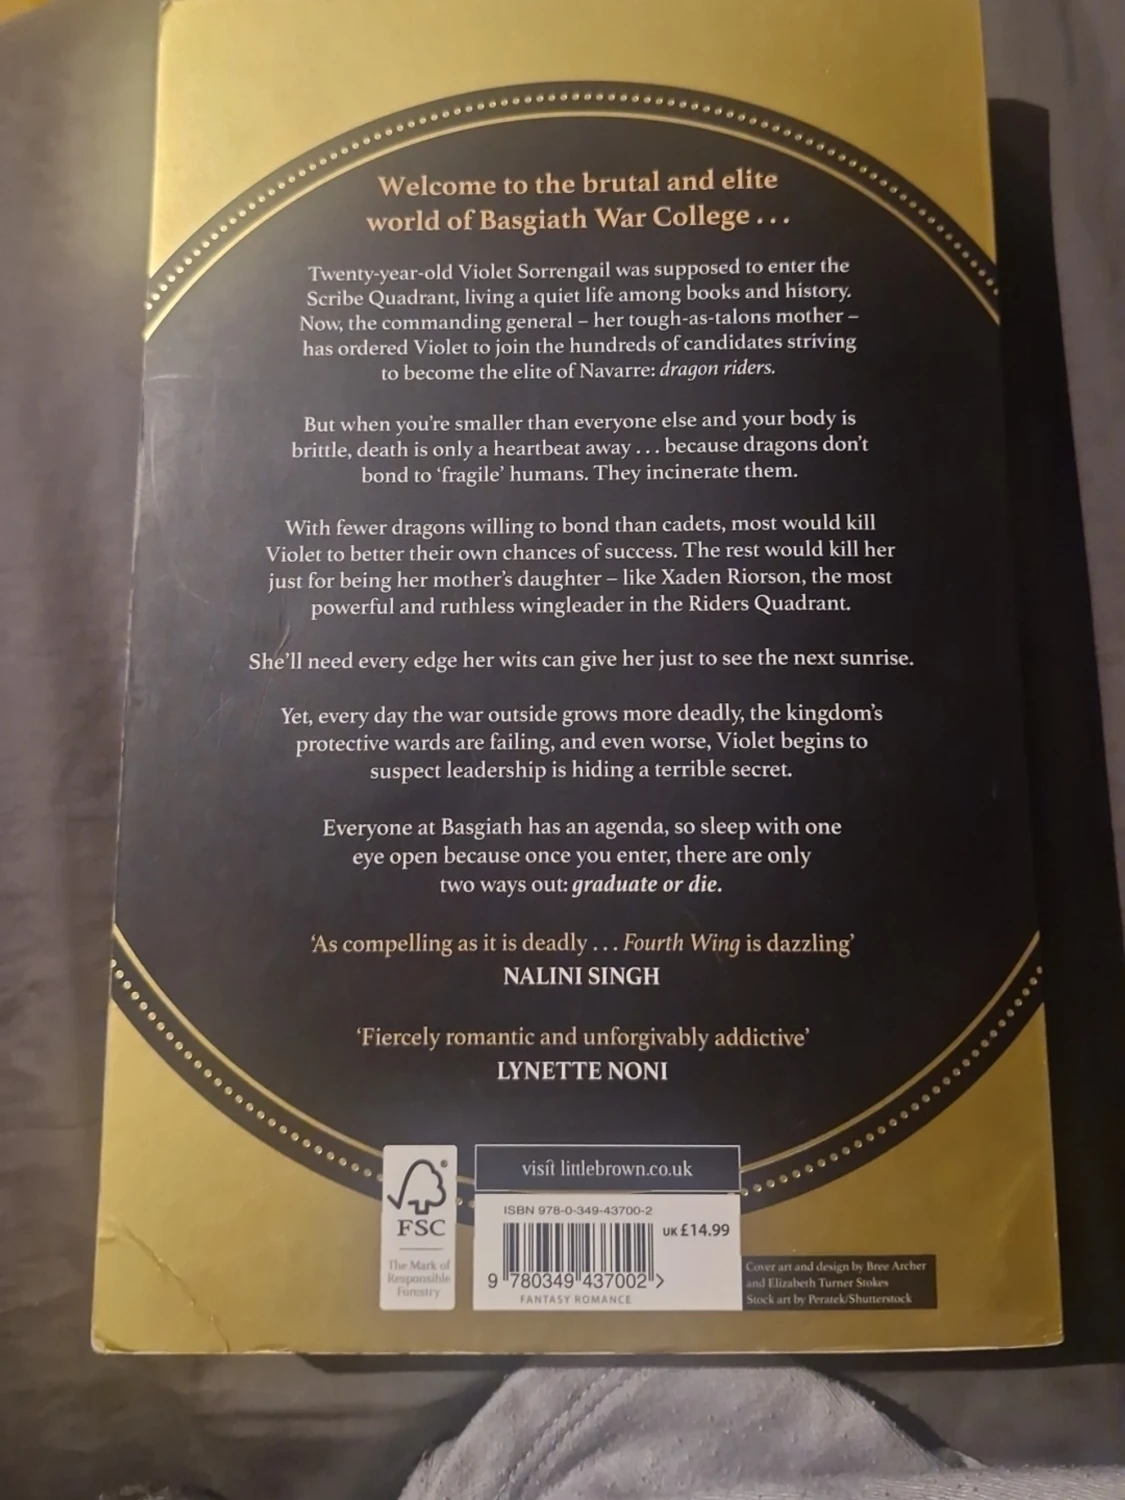 Welcome to the brutal and elite
world of Basgiath War College . . .
Twenty-year-old Violet Sorrengail was supposed to enter the
Scribe Quadrant, living a quiet life among books and history.
Now, the commanding general – her tough-as-talons mother –
has ordered Violet to join the hundreds of candidates striving
to become the elite of Navarre: dragon riders.
But when you're smaller than everyone else and your body is
brittle, death is only a heartbeat away . . . because dragons don't
bond to 'fragile' humans. They incinerate them.
With fewer dragons willing to bond than cadets, most would kill
Violet to better their own chances of success. The rest would kill her
just for being her mother's daughter – like Xaden Riorson, the most
powerful and ruthless wingleader in the Riders Quadrant.
She'll need every edge her wits can give her just to see the next sunrise.
Yet, every day the war outside grows more deadly, the kingdom's
protective wards are failing, and even worse, Violet begins to
suspect leadership is hiding a terrible secret.
Everyone at Basgiath has an agenda, so sleep with one
eye open because once you enter, there are only
two ways out: graduate or die.
'As compelling as it is deadly . . . Fourth Wing is dazzling'
NALINI SINGH
'Fiercely romantic and unforgivably addictive'
LYNETTE NONI
visit littlebrown.co.uk
ISBN 978-0-349-43700-2
UK £14.99
9 780349 437002 >
FANTASY ROMANCE
®
FSC
The Mark of
Responsible
Forestry
Cover art and design by Bree Archer
and Elizabeth Turner Stokes
Stock art by Peratek/Shutterstock